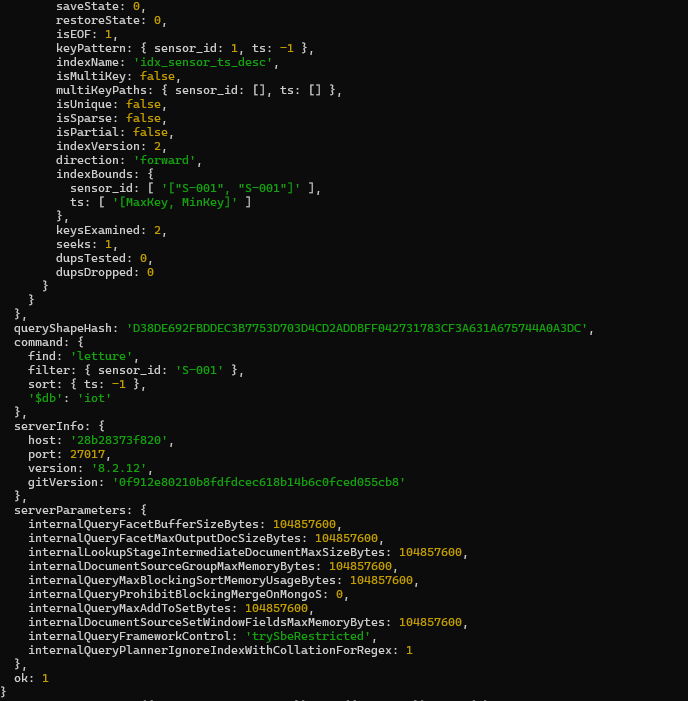 saveState: 0,
restoreState: 0,
isEOF: 1,
keyPattern: { sensor_id: 1, ts: -1 },
indexName: 'idx_sensor_ts_desc',
isMultiKey: false,
multiKeyPaths: { sensor_id: [], ts: [] },
isUnique: false,
isSparse: false,
isPartial: false,
indexVersion: 2,
direction: 'forward',
indexBounds: {
sensor_id: [ '["S-001", "S-001"]' ],
ts: [ '[MaxKey, MinKey]' ]
},
keysExamined: 2,
seeks: 1,
dupsTested: 0,
dupsDropped: 0
}
}
},
queryShapeHash: 'D38DE692FBDDEC3B7753D703D4CD2ADDBFF042731783CF3A631A675744A0A3DC',
command: {
find: 'letture',
filter: { sensor_id: 'S-001' },
sort: { ts: -1 },
'$db': 'iot'
},
serverInfo: {
host: '28b28373f820',
port: 27017,
version: '8.2.12',
gitVersion: '0f912e80210b8fdfdcec618b14b6c0fced055cb8'
},
serverParameters: {
internalQueryFacetBufferSizeBytes: 104857600,
internalQueryFacetMaxOutputDocSizeBytes: 104857600,
internalLookupStageIntermediateDocumentMaxSizeBytes: 104857600,
internalDocumentSourceGroupMaxMemoryBytes: 104857600,
internalQueryMaxBlockingSortMemoryUsageBytes: 104857600,
internalQueryProhibitBlockingMergeOnMongoS: 0,
internalQueryMaxAddToSetBytes: 104857600,
internalDocumentSourceSetWindowFieldsMaxMemoryBytes: 104857600,
internalQueryFrameworkControl: 'trySbeRestricted',
internalQueryPlannerIgnoreIndexWithCollationForRegex: 1
},
ok: 1
}